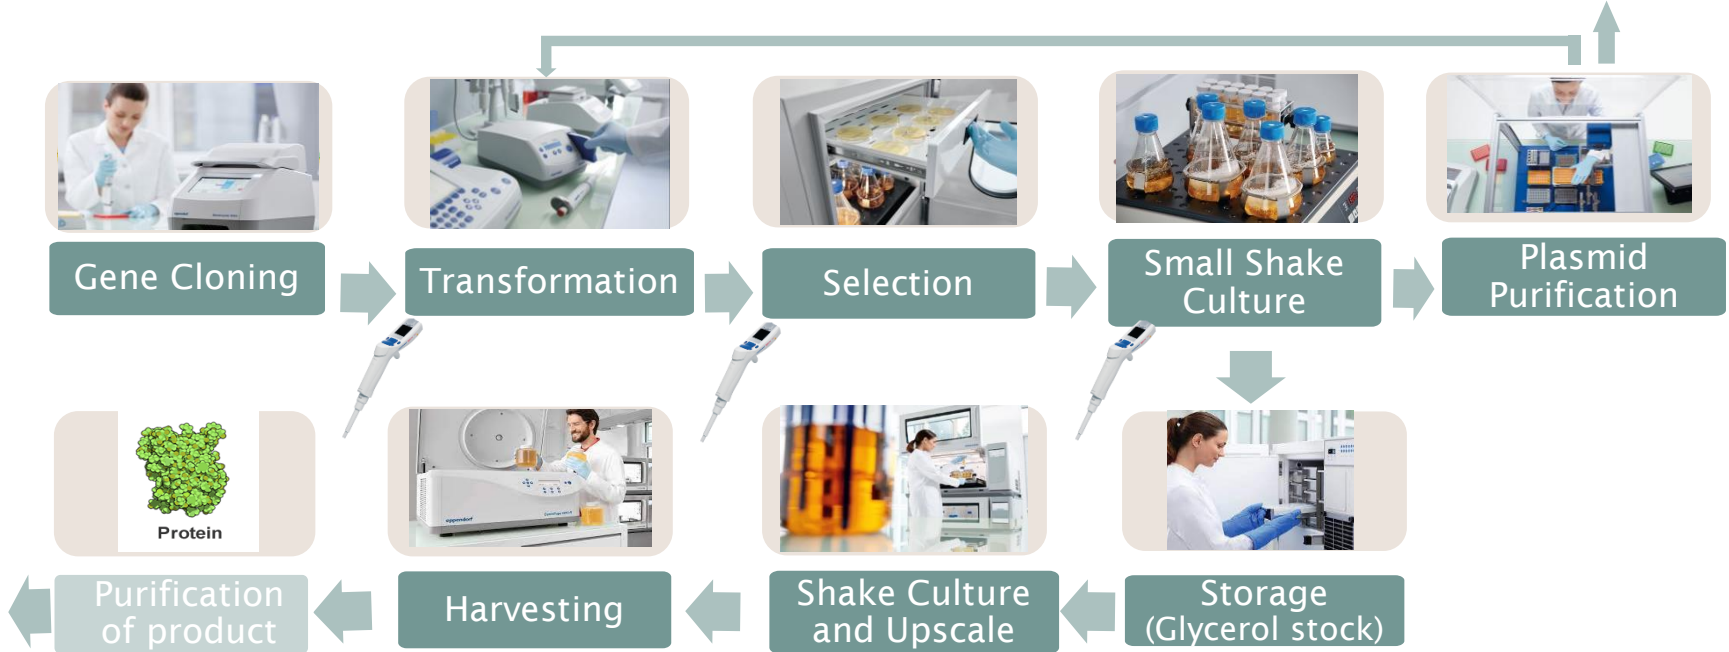 Gene Cloning
Transformation
Selection
Small Shake
Culture
Plasmid
Purification
Protein
eppendorf
Purification
of product
Harvesting
Shake Culture
and Upscale
Storage
(Glycerol stock)